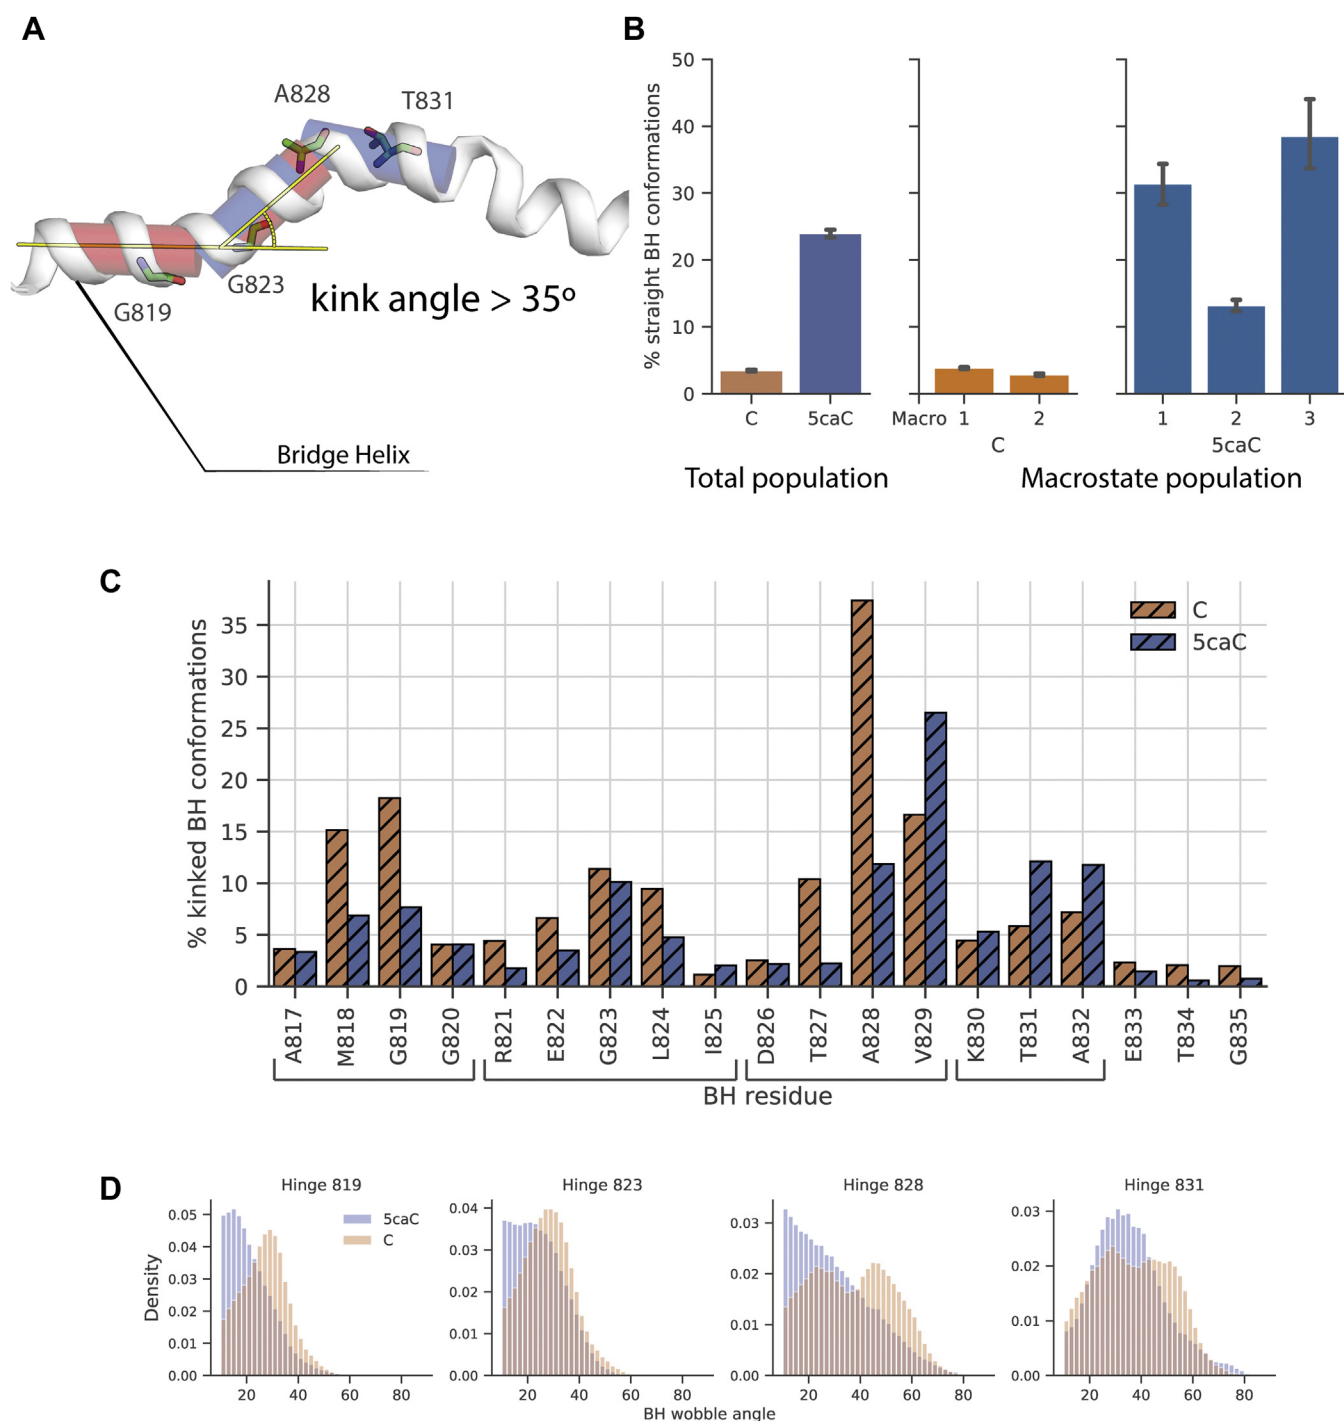 A
A828
T831
G823
G819
kink angle > 35º
Bridge Helix
B
% straight BH conformations
50
40
30
20
10
0
C 5caC
Macro 1 2
C
1 2 3
5caC
Total population
Macrostate population
C
% kinked BH conformations
35
30
25
20
15
10
5
0
C
5caC
A817 M818 G819 G820 R821 E822 G823 L824 I825 D826 T827 A828 V829 K830 T831 A832 E833 T834 G835
BH residue
D
Hinge 819
Density
0.05
0.04
0.03
0.02
0.01
0.00
5caC
C
20 40 60 80
Hinge 823
0.04
0.03
0.02
0.01
0.00
20 40 60 80
Hinge 828
0.03
0.02
0.01
0.00
20 40 60 80
Hinge 831
0.03
0.02
0.01
0.00
20 40 60 80
BH wobble angle